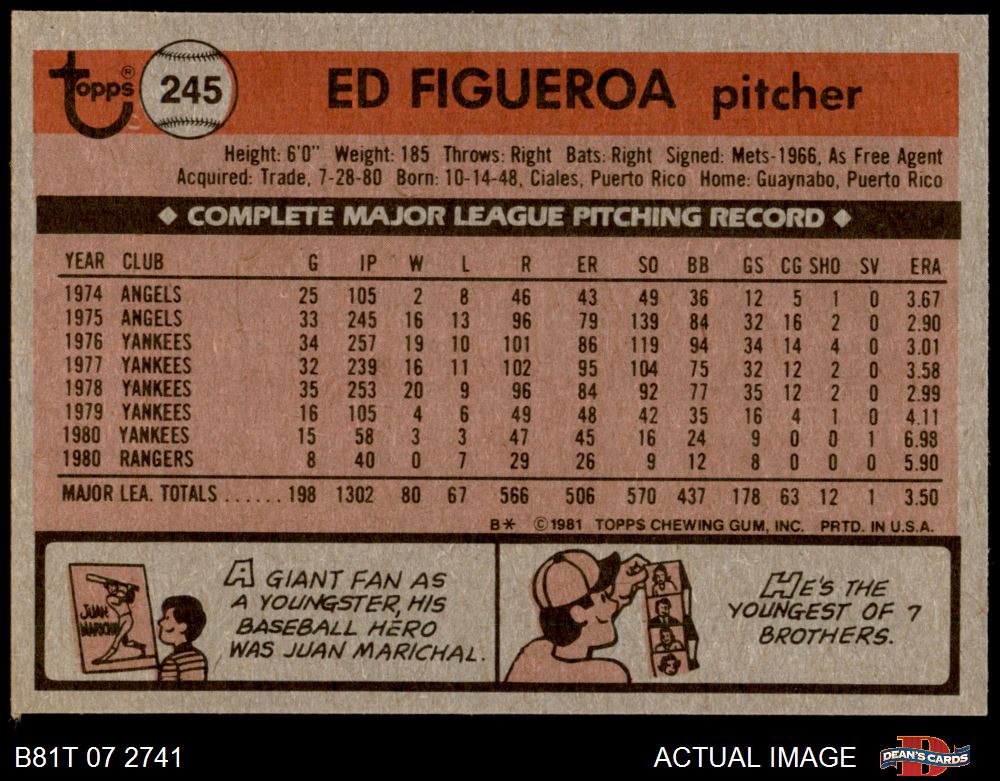 Topps® 245 ED FIGUEROA pitcher
Height: 6'0" Weight: 185 Throws: Right Bats: Right Signed: Mets-1966, As Free Agent
Acquired: Trade, 7-28-80 Born: 10-14-48, Ciales, Puerto Rico Home: Guaynabo, Puerto Rico
◆ COMPLETE MAJOR LEAGUE PITCHING RECORD ◆
YEAR CLUB G IP W L R ER SO BB GS CG SHO SV ERA
1974 ANGELS 25 105 2 8 46 43 49 36 12 5 1 0 3.67
1975 ANGELS 33 245 16 13 96 79 139 84 32 16 2 0 2.90
1976 YANKEES 34 257 19 10 101 86 119 94 34 14 4 0 3.01
1977 YANKEES 32 239 16 11 102 95 104 75 32 12 2 0 3.58
1978 YANKEES 35 253 20 9 96 84 92 77 35 12 2 0 2.99
1979 YANKEES 16 105 4 6 49 48 42 35 16 4 1 0 4.11
1980 YANKEES 15 58 3 3 47 45 16 24 9 0 0 1 6.98
1980 RANGERS 8 40 0 7 29 26 9 12 8 0 0 0 5.90
MAJOR LEA. TOTALS ...... 198 1302 80 67 566 506 570 437 178 63 12 1 3.50
B* ©1981 TOPPS CHEWING GUM, INC. PRTD. IN U.S.A.
JUAN
MARICHAL
A GIANT FAN AS
A YOUNGSTER, HIS
BASEBALL HERO
WAS JUAN MARICHAL.
HE'S THE
YOUNGEST OF 7
BROTHERS.
B81T 07 2741 ACTUAL IMAGE DEAN'S CARDS